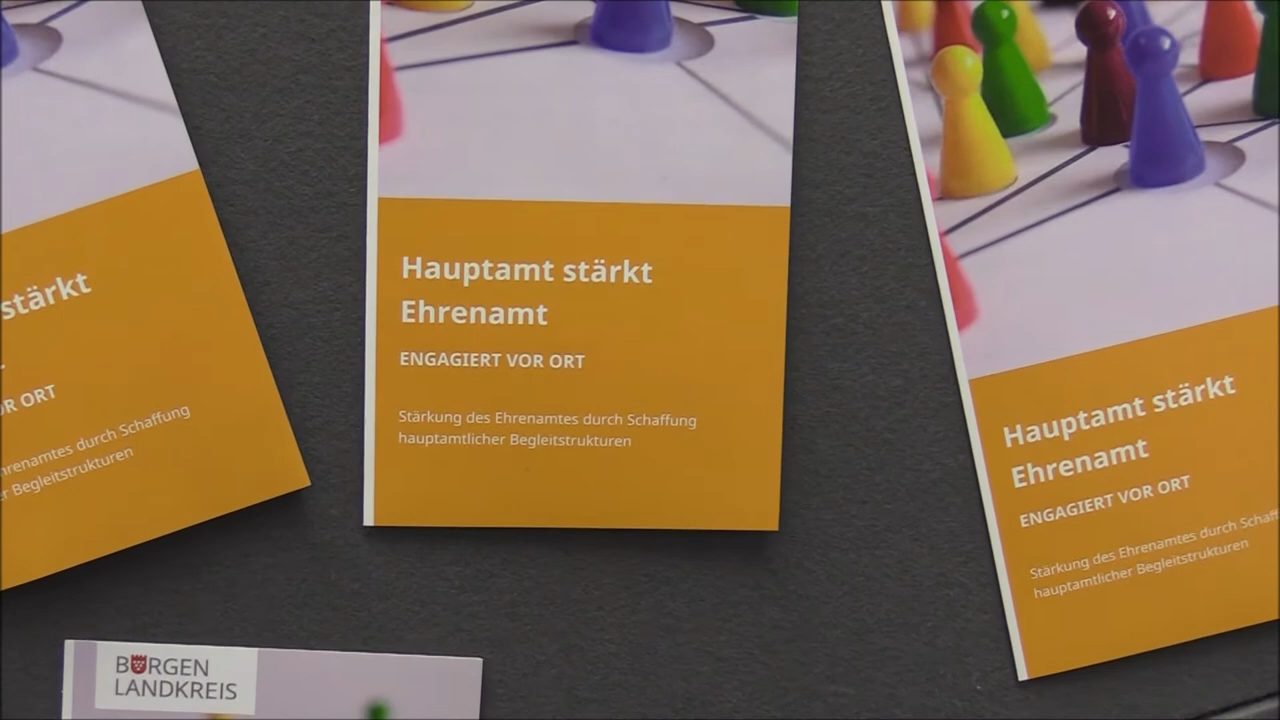 stärkt
OR ORT
hrenamtes durch Schaffung
r Begleitstrukturen
Hauptamt stärkt
Ehrenamt
ENGAGIERT VOR ORT
Stärkung des Ehrenamtes durch Schaffung
hauptamtlicher Begleitstrukturen
Hauptamt stärkt
Ehrenamt
ENGAGIERT VOR ORT
Stärkung des Ehrenamtes durch Schaff
hauptamtlicher Begleitstrukturen
BURGEN
LANDKREIS